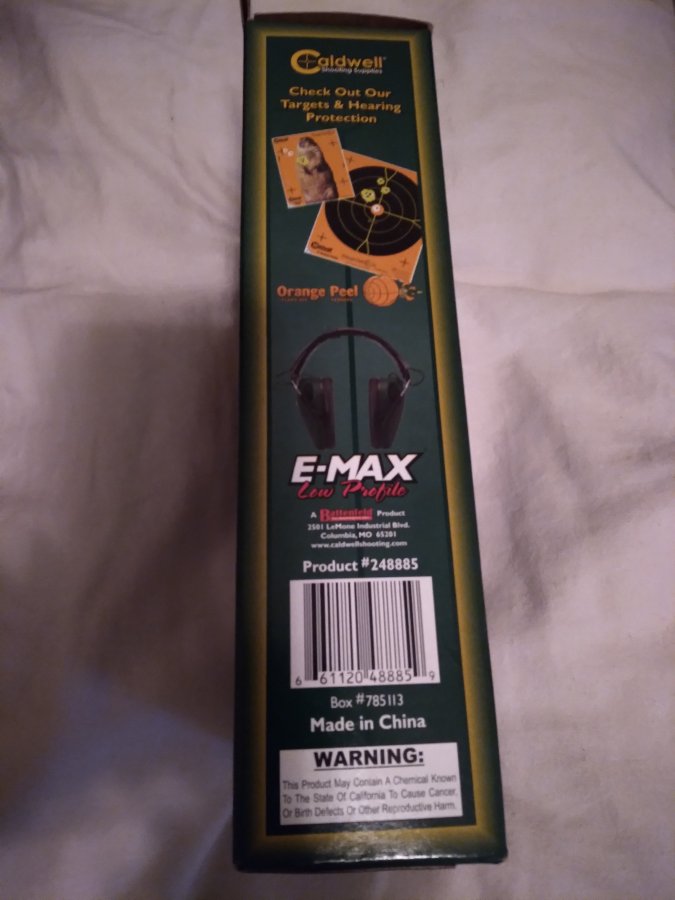 Caldwell®
Shooting Supplies
Check Out Our
Targets & Hearing
Protection
Orange Peel
E-MAX
Low Profile
A Battenfeld Product
2501 LeMone Industrial Blvd.
Columbia, MO 65201
www.caldwellshooting.com
Product #248885
6 61120 48885 9
Box #785113
Made in China
WARNING:
This Product May Contain A Chemical Known
To The State Of California To Cause Cancer,
Or Birth Defects Or Other Reproductive Harm.